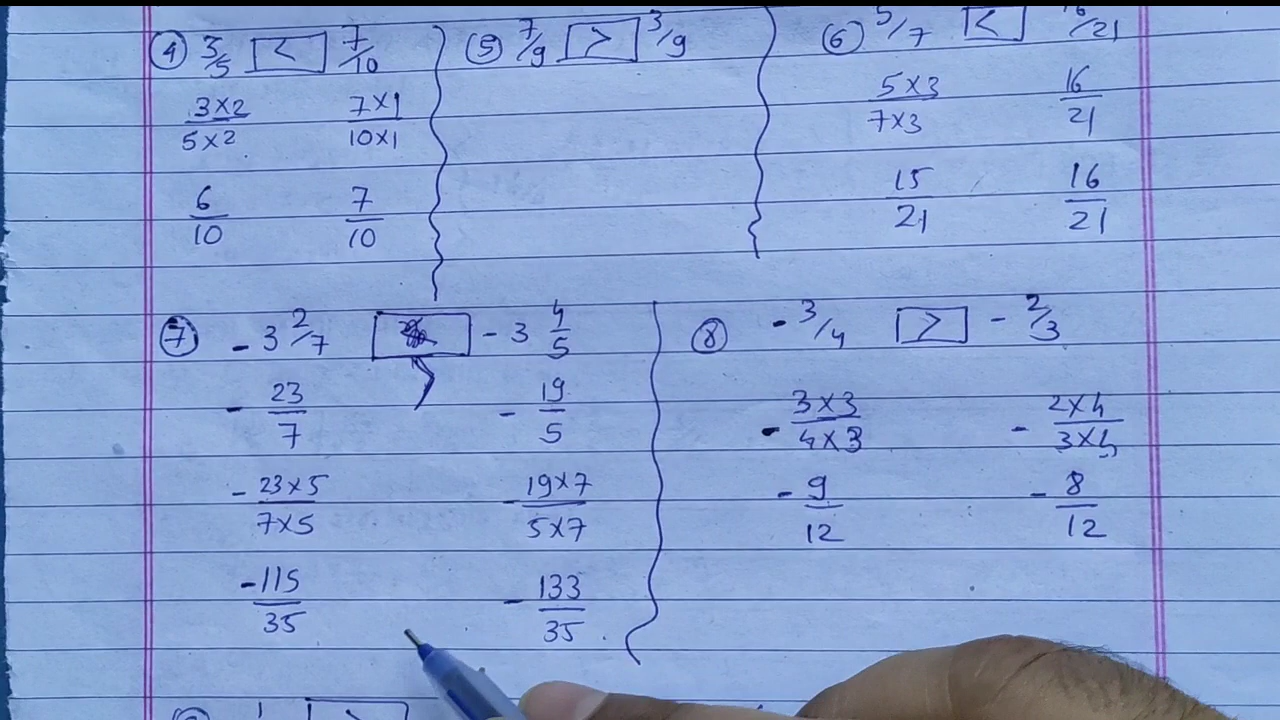 ④ 3/5 < 7/10
3×2/5×2 7×1/10×1
6/10 7/10
⑤ 7/9 > 3/9
⑥ 5/7 < 16/21
5×3/7×3 16/21
15/21 16/21
⑦ - 3 2/7 > - 3 4/5
- 23/7 - 19/5
- 23×5/7×5 - 19×7/5×7
- 115/35 - 133/35
⑧ - 3/4 > - 2/3
- 3×3/4×3 - 2×4/3×4
- 9/12 - 8/12